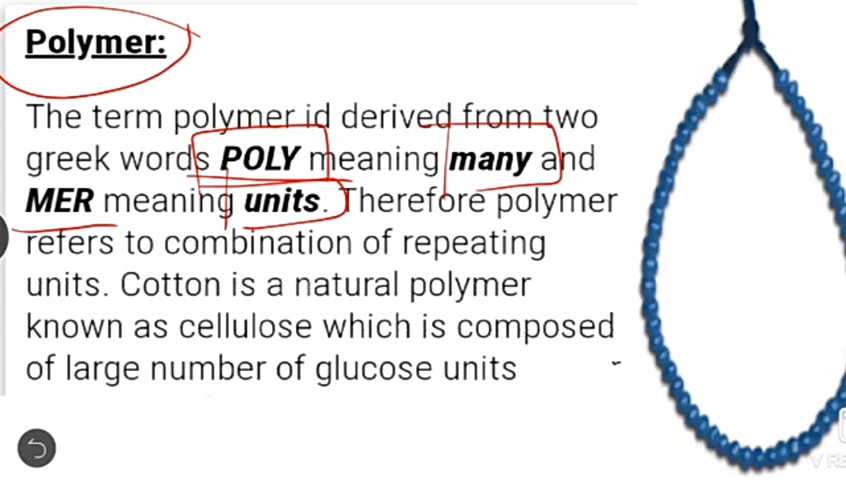 Polymer:
The term polymer id derived from two
greek words POLY meaning many and
MER meaning units. Therefore polymer
refers to combination of repeating
units. Cotton is a natural polymer
known as cellulose which is composed
of large number of glucose units